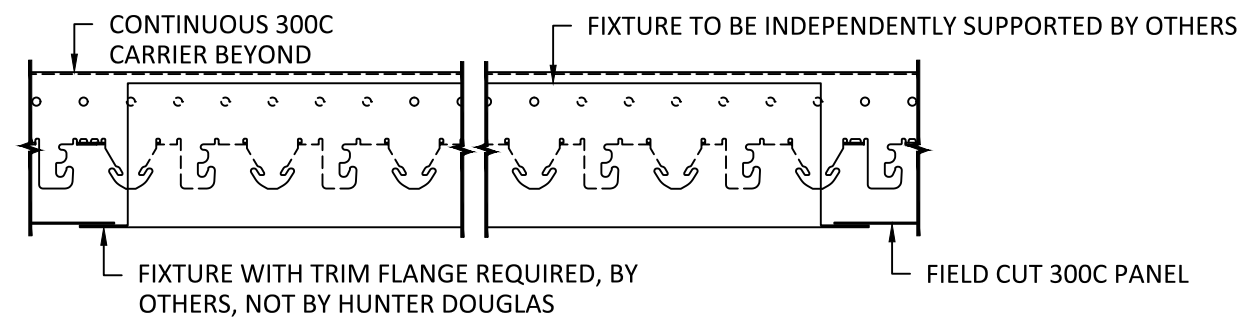 CONTINUOUS 300C
CARRIER BEYOND
FIXTURE TO BE INDEPENDENTLY SUPPORTED BY OTHERS
FIXTURE WITH TRIM FLANGE REQUIRED, BY
OTHERS, NOT BY HUNTER DOUGLAS
FIELD CUT 300C PANEL